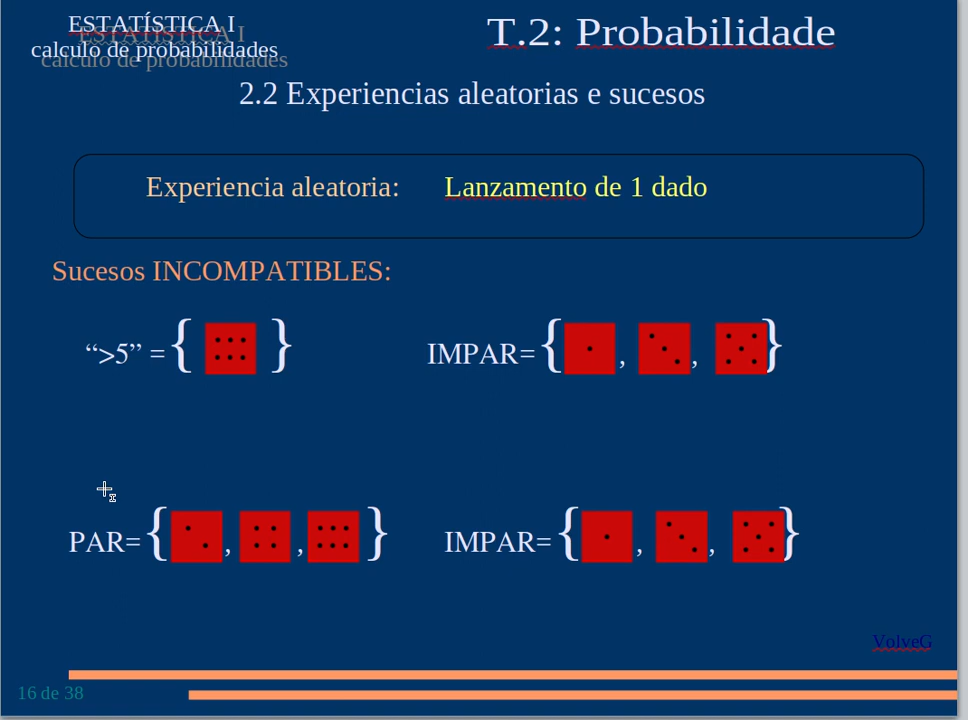 ESTATÍSTICA I
calculo de probabilidades
T.2: Probabilidade
2.2 Experiencias aleatorias e sucesos
Experiencia aleatoria: Lanzamento de 1 dado
Sucesos INCOMPATIBLES:
“>5” = { } IMPAR= { , , }
PAR= { , , } IMPAR= { , , }
VolveG
16 de 38